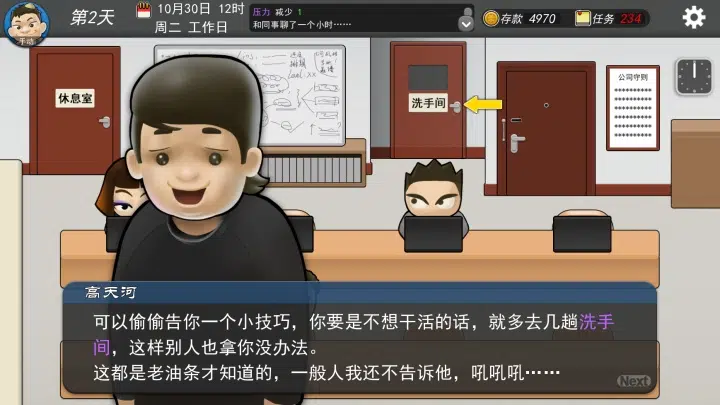 第2天
10月30日 12时
周二 工作日
压力 减少 1
和同事聊了一个小时……
存款 4970
任务 234
手动
休息室
洗手间
公司守则
高天河
可以偷偷告你一个小技巧，你要是不想干活的话，就多去几趟洗手
间，这样别人也拿你没办法。
这都是老油条才知道的，一般人我还不告诉他，吼吼吼……
Next